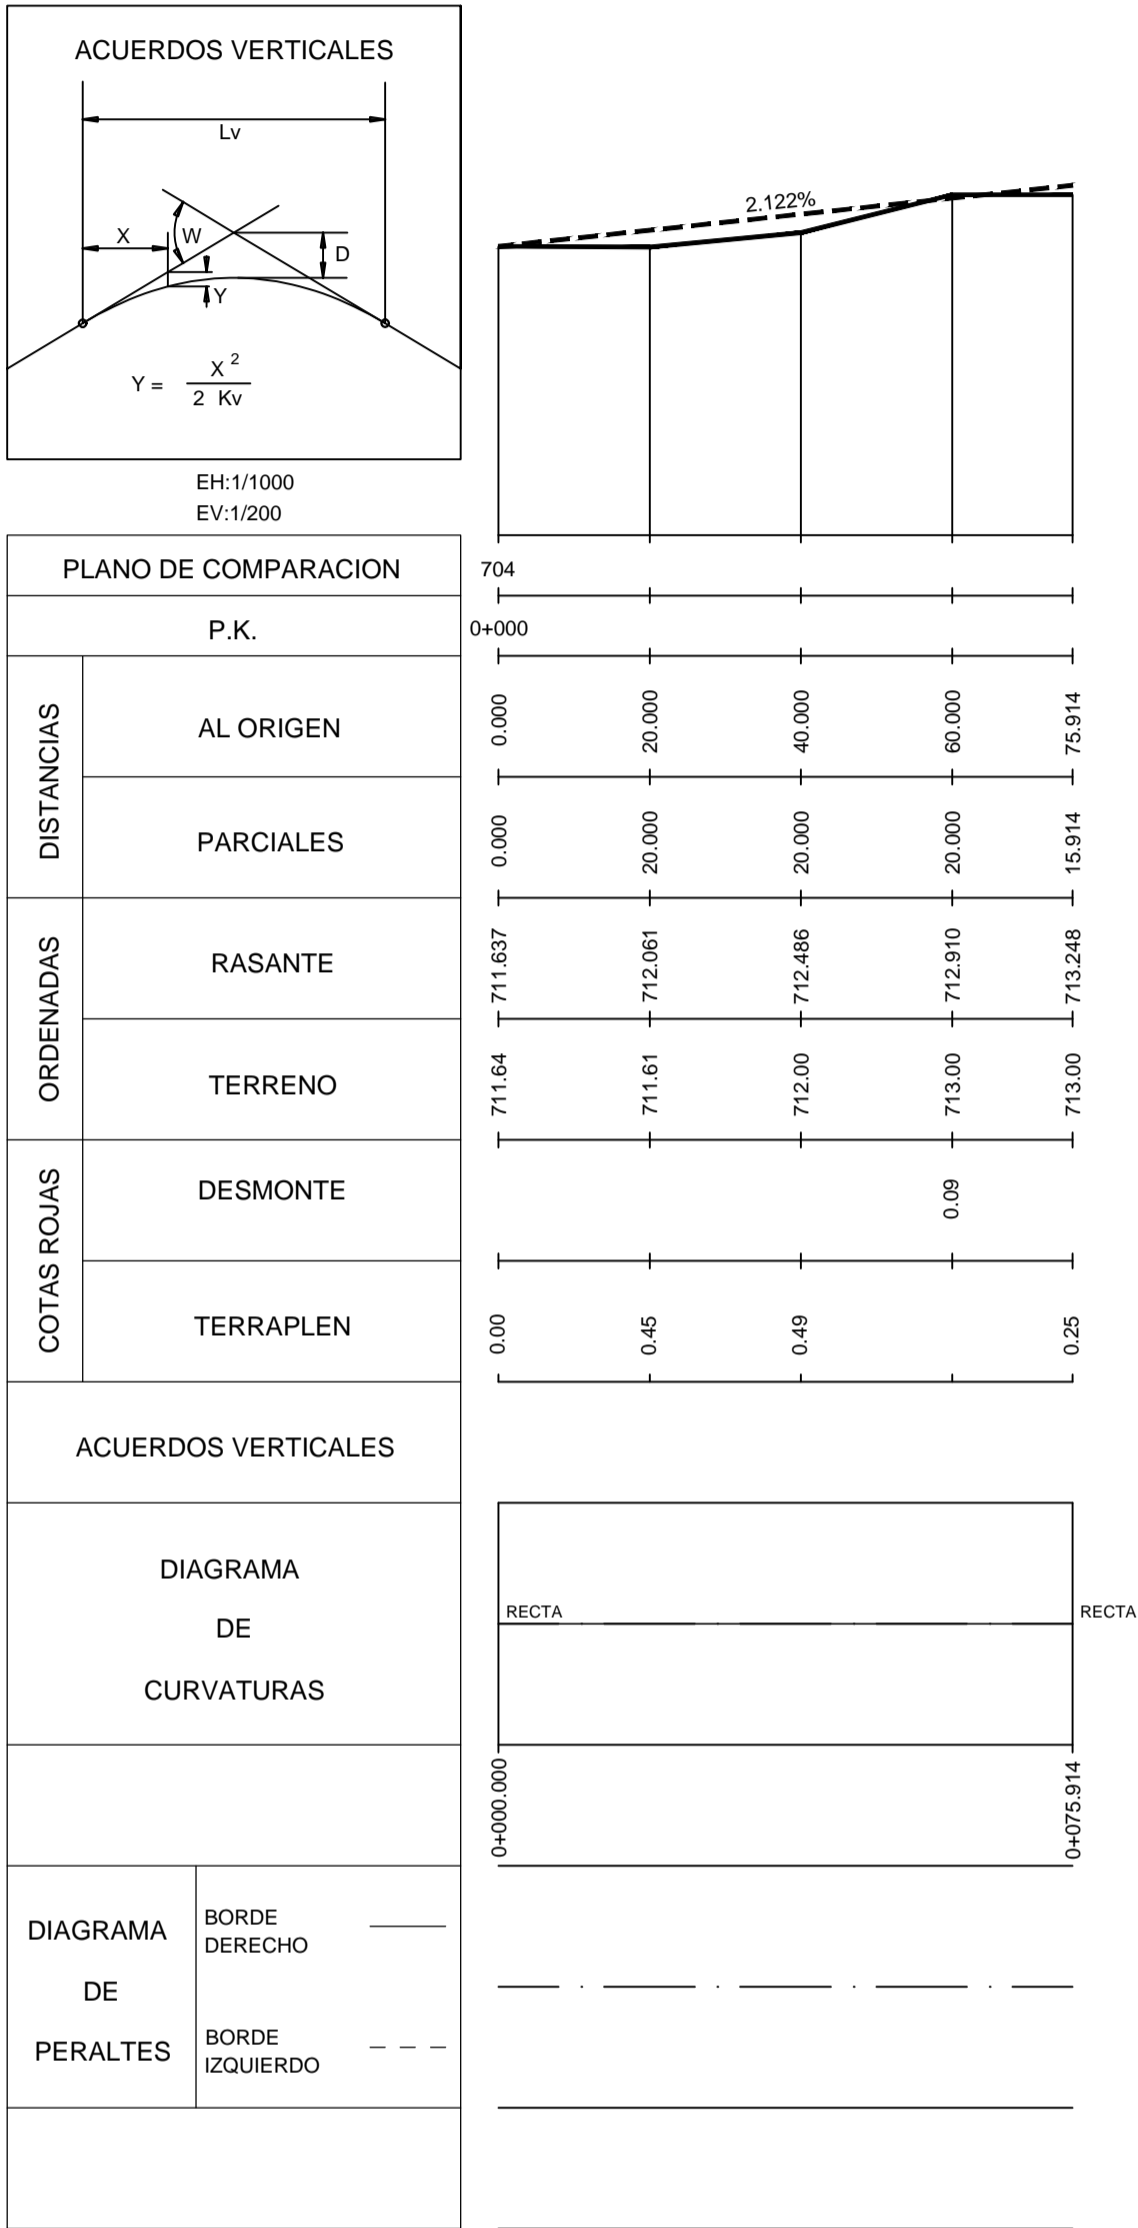 ACUERDOS VERTICALES
Lv
X
W
D
Y
Y = X 2
2 Kv
EH:1/1000
EV:1/200
2.122%
PLANO DE COMPARACION
704
P.K.
0+000
DISTANCIAS
AL ORIGEN
0.000 20.000 40.000 60.000 75.914
PARCIALES
0.000 20.000 20.000 20.000 15.914
ORDENADAS
RASANTE
711.637 712.061 712.486 712.910 713.248
TERRENO
711.64 711.61 712.00 713.00 713.00
COTAS ROJAS
DESMONTE
0.09
TERRAPLEN
0.00 0.45 0.49 0.25
ACUERDOS VERTICALES
DIAGRAMA
DE
CURVATURAS
RECTA
RECTA
0+000.000
0+075.914
DIAGRAMA
DE
PERALTES
BORDE
DERECHO
BORDE
IZQUIERDO